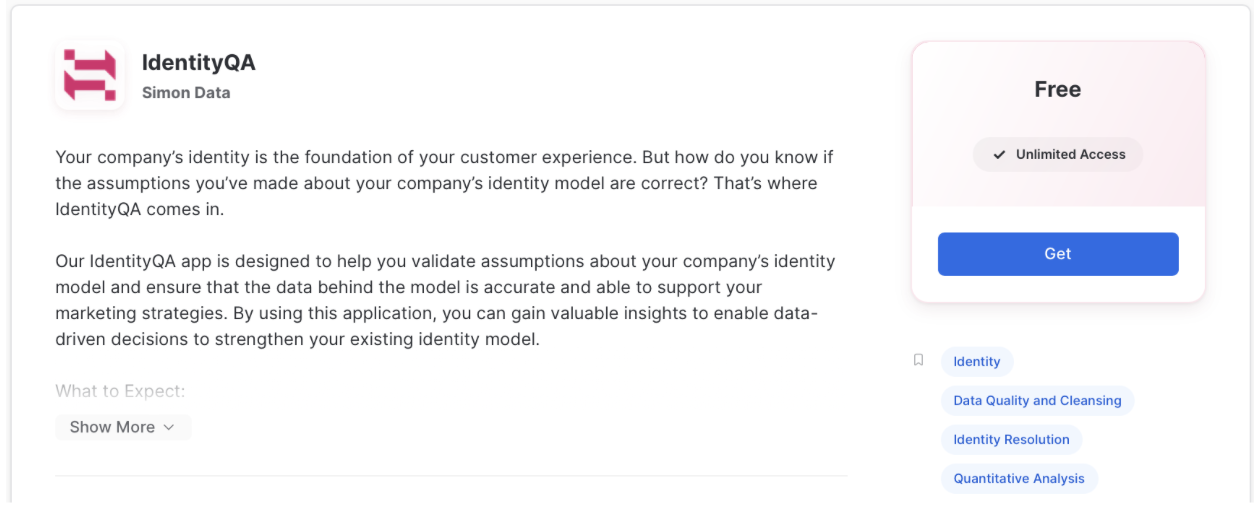 IdentityQA
Simon Data
Your company’s identity is the foundation of your customer experience. But how do you know if
the assumptions you’ve made about your company’s identity model are correct? That’s where
IdentityQA comes in.
Our IdentityQA app is designed to help you validate assumptions about your company’s identity
model and ensure that the data behind the model is accurate and able to support your
marketing strategies. By using this application, you can gain valuable insights to enable data-
driven decisions to strengthen your existing identity model.
What to Expect:
Show More
Free
Unlimited Access
Get
Identity
Data Quality and Cleansing
Identity Resolution
Quantitative Analysis